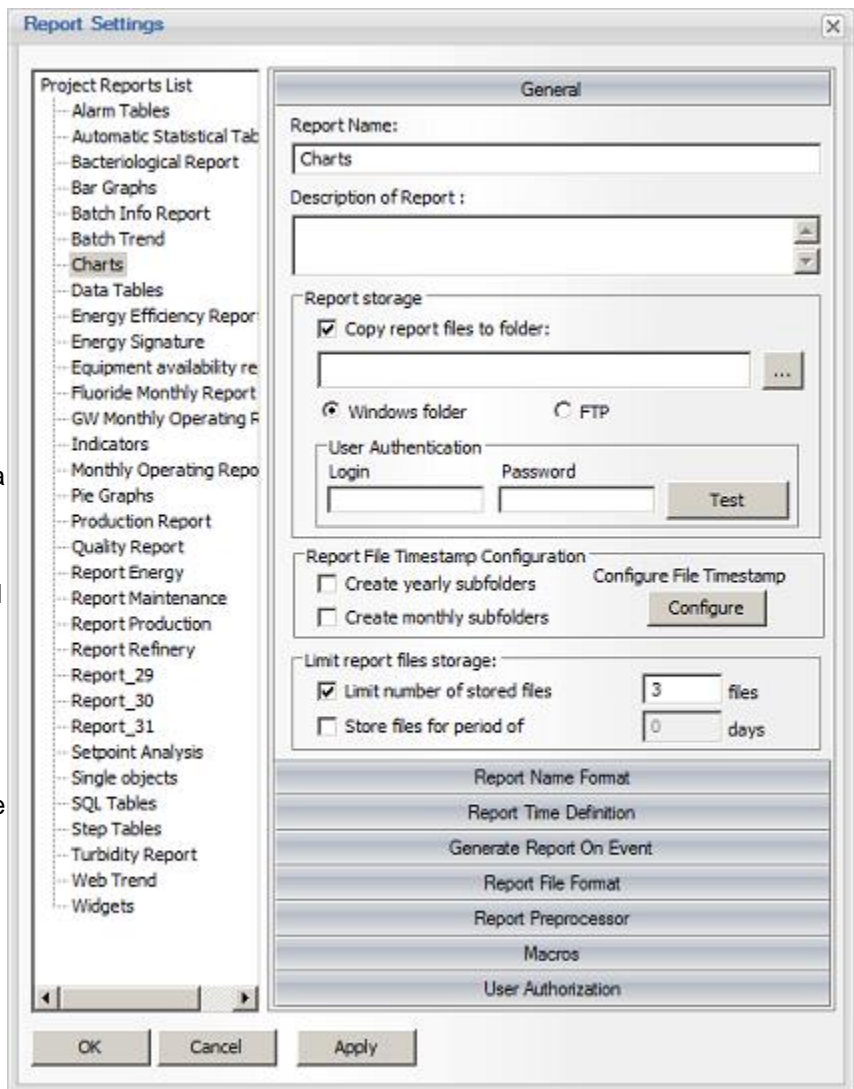 Report Settings
Project Reports List
Alarm Tables
Automatic Statistical Tab
Bacteriological Report
Bar Graphs
Batch Info Report
Batch Trend
Charts
Data Tables
Energy Efficiency Repor
Energy Signature
Equipment availability re
Fluoride Monthly Report
GW Monthly Operating R
Indicators
Monthly Operating Repo
Pie Graphs
Production Report
Quality Report
Report Energy
Report Maintenance
Report Production
Report Refinery
Report_29
Report_30
Report_31
Setpoint Analysis
Single objects
SQL Tables
Step Tables
Turbidity Report
Web Trend
Widgets
General
Report Name:
Charts
Description of Report :
Report storage
Copy report files to folder:
...
Windows folder FTP
User Authentication
Login Password
Test
Report File Timestamp Configuration
Create yearly subfolders Configure File Timestamp
Create monthly subfolders Configure
Limit report files storage:
Limit number of stored files 3 files
Store files for period of 0 days
Report Name Format
Report Time Definition
Generate Report On Event
Report File Format
Report Preprocessor
Macros
User Authorization
OK Cancel Apply